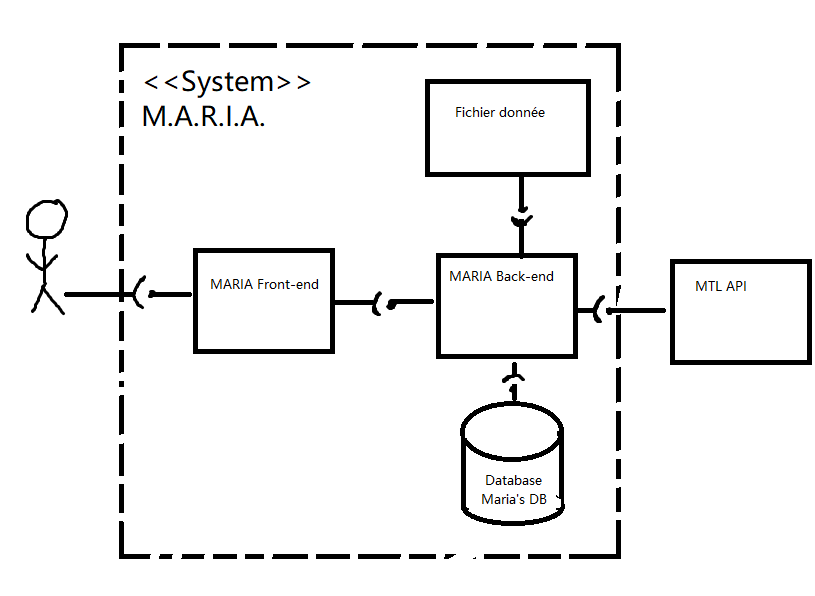 <<System>>
M.A.R.I.A.
Fichier donnée
MARIA Front-end
MARIA Back-end
MTL API
Database
Maria's DB